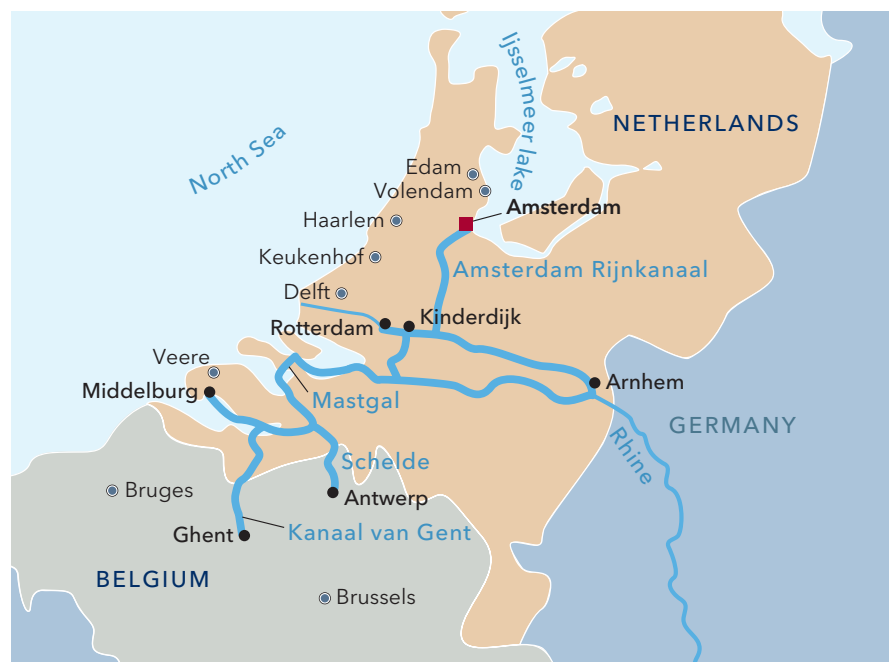 Ijsselmeer lake
NETHERLANDS
North Sea
Edam
Volendam
Amsterdam
Haarlem
Keukenhof
Amsterdam Rijnkanaal
Delft
Kinderdijk
Rotterdam
Veere
Middelburg
Mastgal
Arnhem
GERMANY
Rhine
Schelde
Bruges
Antwerp
Ghent
Kanaal van Gent
BELGIUM
Brussels